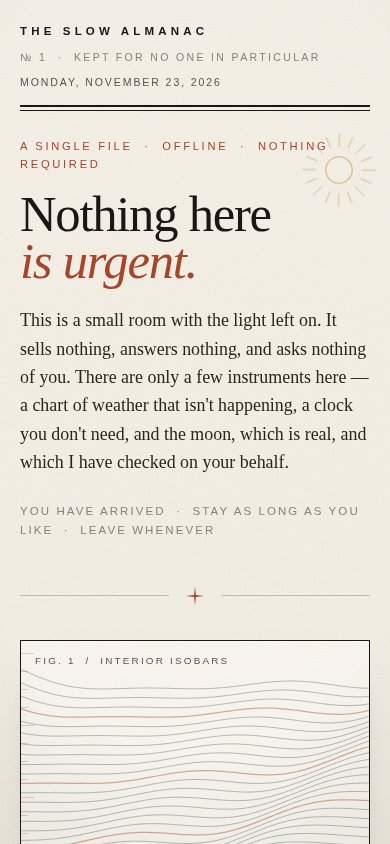 THE SLOW ALMANAC
№ 1 · KEPT FOR NO ONE IN PARTICULAR
MONDAY, NOVEMBER 23, 2026
A SINGLE FILE · OFFLINE · NOTHING
REQUIRED
Nothing here
is urgent.
This is a small room with the light left on. It
sells nothing, answers nothing, and asks nothing
of you. There are only a few instruments here —
a chart of weather that isn't happening, a clock
you don't need, and the moon, which is real, and
which I have checked on your behalf.
YOU HAVE ARRIVED · STAY AS LONG AS YOU
LIKE · LEAVE WHENEVER
FIG. 1 / INTERIOR ISOBARS